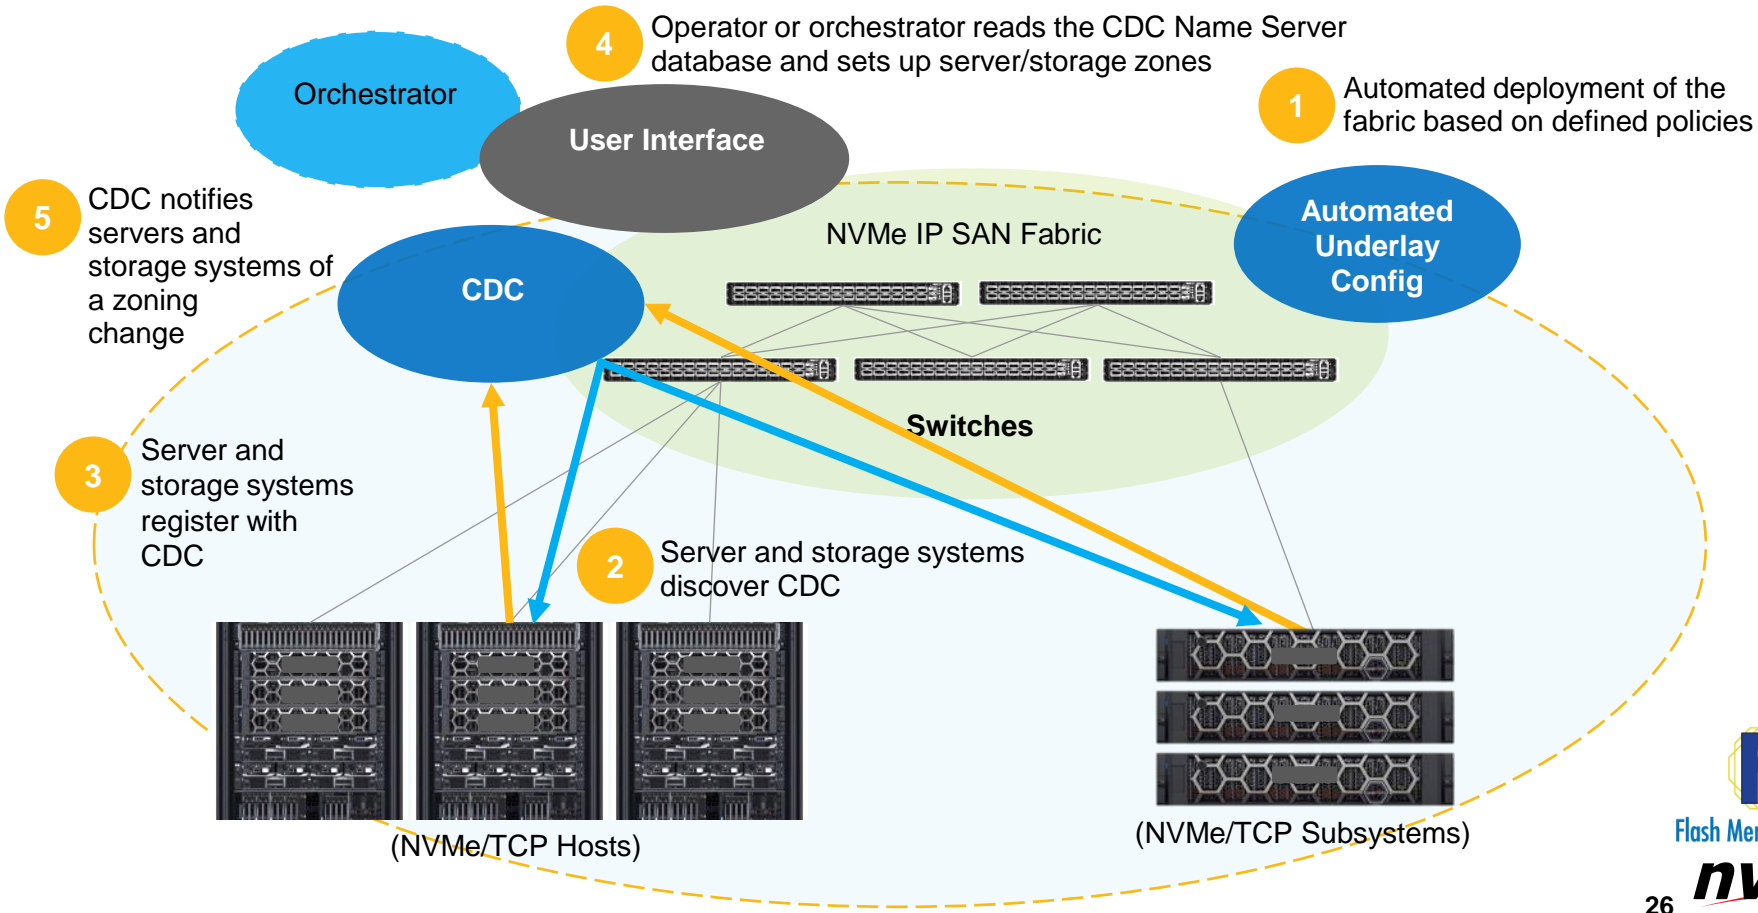 4
Operator or orchestrator reads the CDC Name Server
database and sets up server/storage zones
1
Automated deployment of the
fabric based on defined policies
Orchestrator
User Interface
5
CDC notifies
servers and
storage systems of
a zoning
change
NVMe IP SAN Fabric
Automated
Underlay
Config
CDC
Switches
3
Server and
storage systems
register with
CDC
2
Server and storage systems
discover CDC
(NVMe/TCP Hosts)
(NVMe/TCP Subsystems)
Flash
26